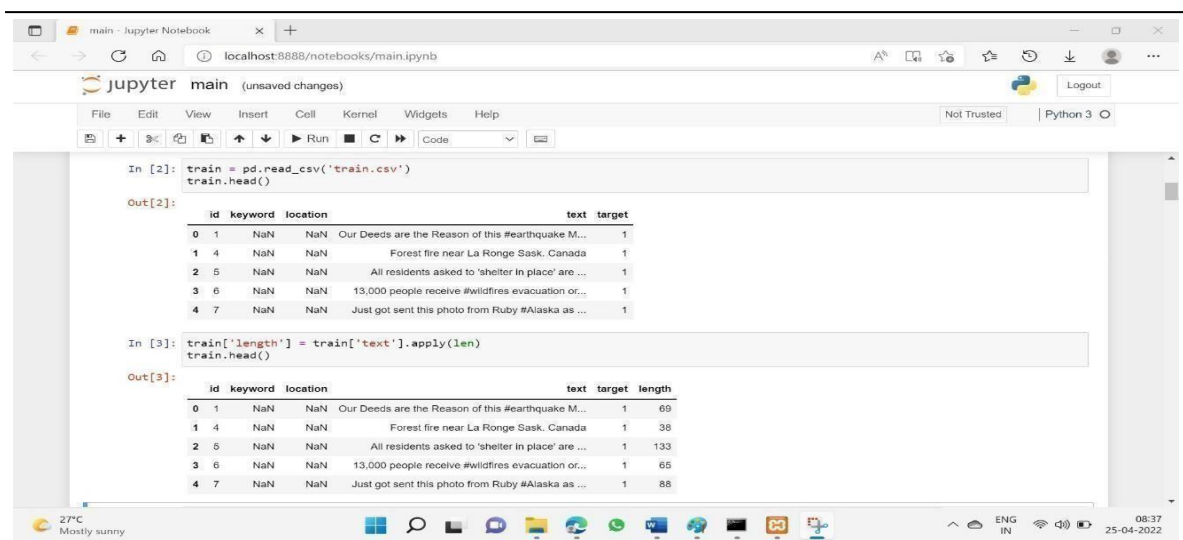 main - Jupyter Notebook
localhost:8888/notebooks/main.ipynb
jupyter main (unsaved changes)
Logout
File Edit View Insert Cell Kernel Widgets Help
Not Trusted Python 3
Run Code
In [2]: train = pd.read_csv('train.csv')
train.head()
Out[2]:
id keyword location text target
0 1 NaN NaN Our Deeds are the Reason of this #earthquake M... 1
1 4 NaN NaN Forest fire near La Ronge Sask. Canada 1
2 5 NaN NaN All residents asked to 'shelter in place' are ... 1
3 6 NaN NaN 13,000 people receive #wildfires evacuation or... 1
4 7 NaN NaN Just got sent this photo from Ruby #Alaska as ... 1
In [3]: train['length'] = train['text'].apply(len)
train.head()
Out[3]:
id keyword location text target length
0 1 NaN NaN Our Deeds are the Reason of this #earthquake M... 1 69
1 4 NaN NaN Forest fire near La Ronge Sask. Canada 1 38
2 5 NaN NaN All residents asked to 'shelter in place' are ... 1 133
3 6 NaN NaN 13,000 people receive #wildfires evacuation or... 1 65
4 7 NaN NaN Just got sent this photo from Ruby #Alaska as ... 1 88
27°C
Mostly sunny
ENG
IN
08:37
25-04-2022